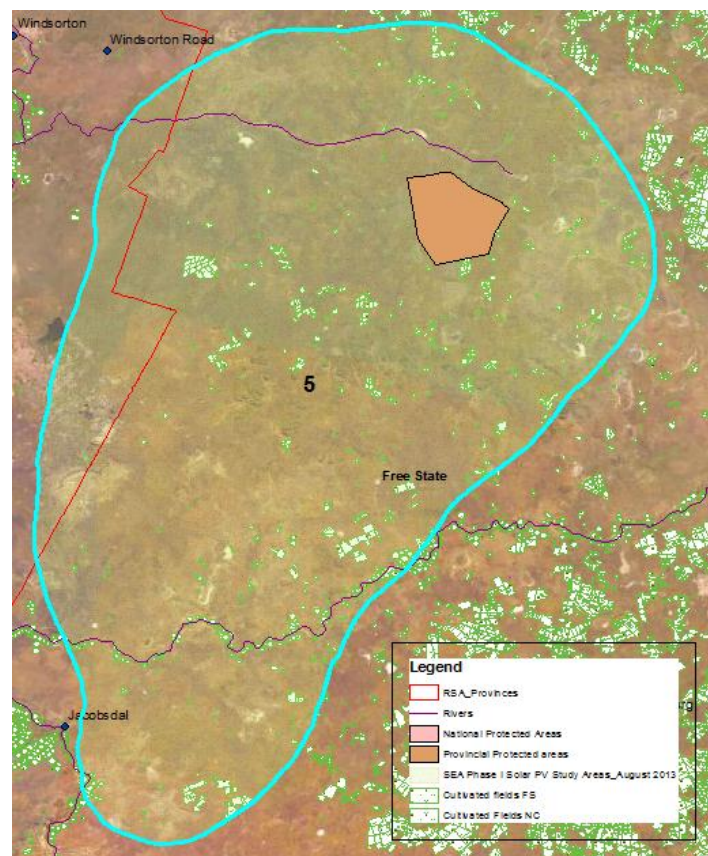 Windsorton
Windsorton Road
5
Free State
Jacobsdal
Legend
RSA_Provinces
Rivers
National Protected Areas
Provincial Protected areas
SEA Phase I Solar PV Study Areas_August 2013
Cultivated fields FS
Cultivated Fields NC